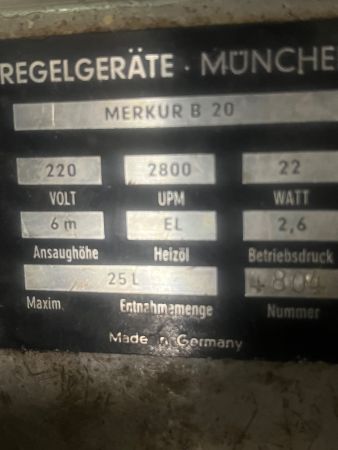 REGELGERÄTE · MÜNCHE
MERKUR B 20
220 2800 22
VOLT UPM WATT
6 m EL 2,6
Ansaughöhe Heizöl Betriebsdruck
25 L 4804
Maxim Entnahmemenge Nummer
Made in Germany